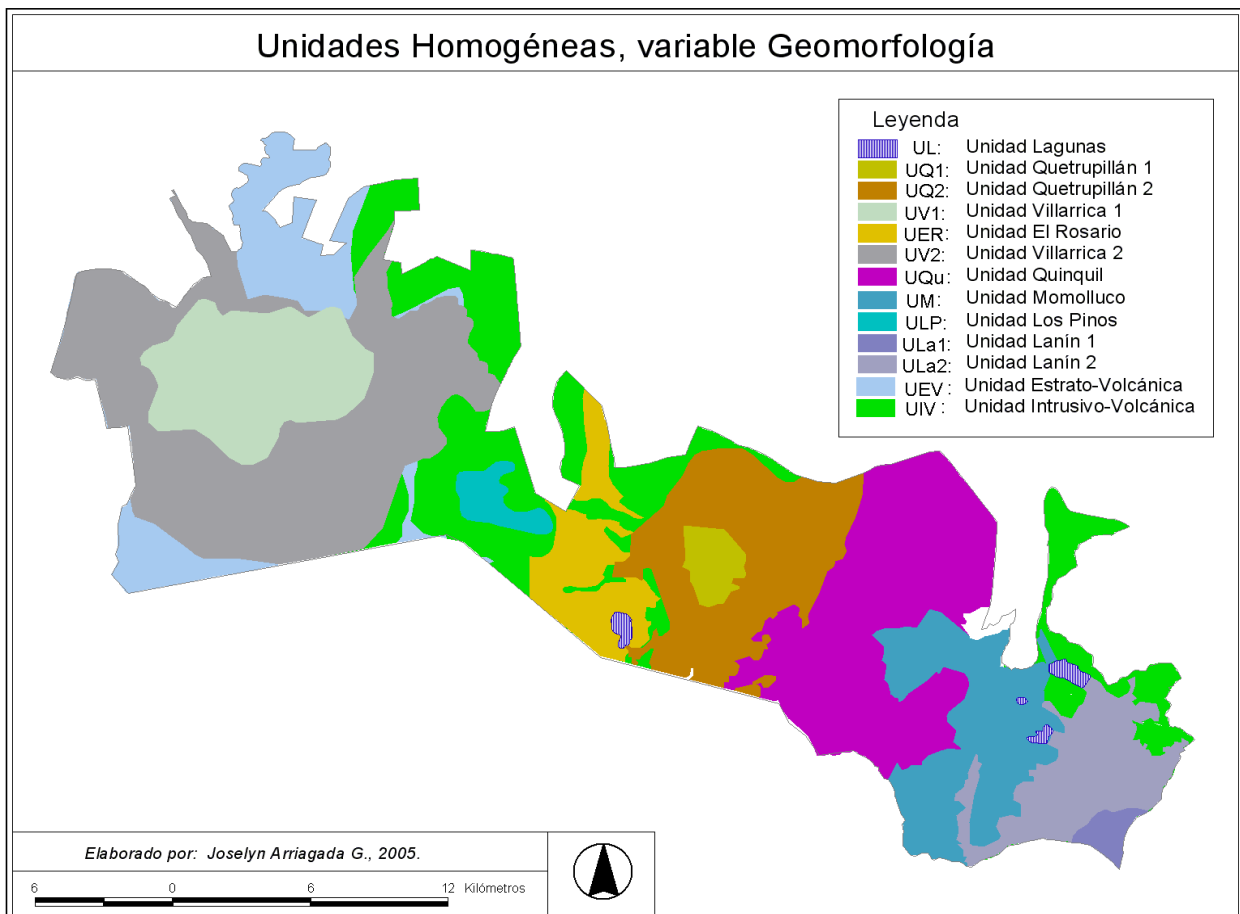 Unidades Homogéneas, variable Geomorfología
Leyenda
UL: Unidad Lagunas
UQ1: Unidad Quetrupillán 1
UQ2: Unidad Quetrupillán 2
UV1: Unidad Villarrica 1
UER: Unidad El Rosario
UV2: Unidad Villarrica 2
UQu: Unidad Quinquil
UM: Unidad Momolluco
ULP: Unidad Los Pinos
ULa1: Unidad Lanín 1
ULa2: Unidad Lanín 2
UEV: Unidad Estrato-Volcánica
UIV: Unidad Intrusivo-Volcánica
Elaborado por: Joselyn Arriagada G., 2005.
6 0 6 12 Kilómetros